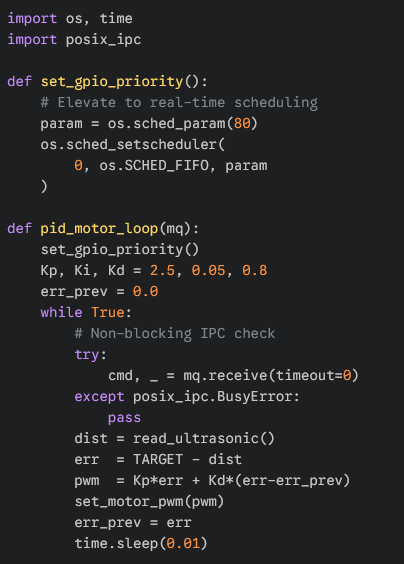 import os, time
import posix_ipc

def set_gpio_priority():
    # Elevate to real-time scheduling
    param = os.sched_param(80)
    os.sched_setscheduler(
        0, os.SCHED_FIFO, param
    )

def pid_motor_loop(mq):
    set_gpio_priority()
    Kp, Ki, Kd = 2.5, 0.05, 0.8
    err_prev = 0.0
    while True:
        # Non-blocking IPC check
        try:
            cmd, _ = mq.receive(timeout=0)
        except posix_ipc.BusyError:
            pass
        dist = read_ultrasonic()
        err  = TARGET - dist
        pwm  = Kp*err + Kd*(err-err_prev)
        set_motor_pwm(pwm)
        err_prev = err
        time.sleep(0.01)